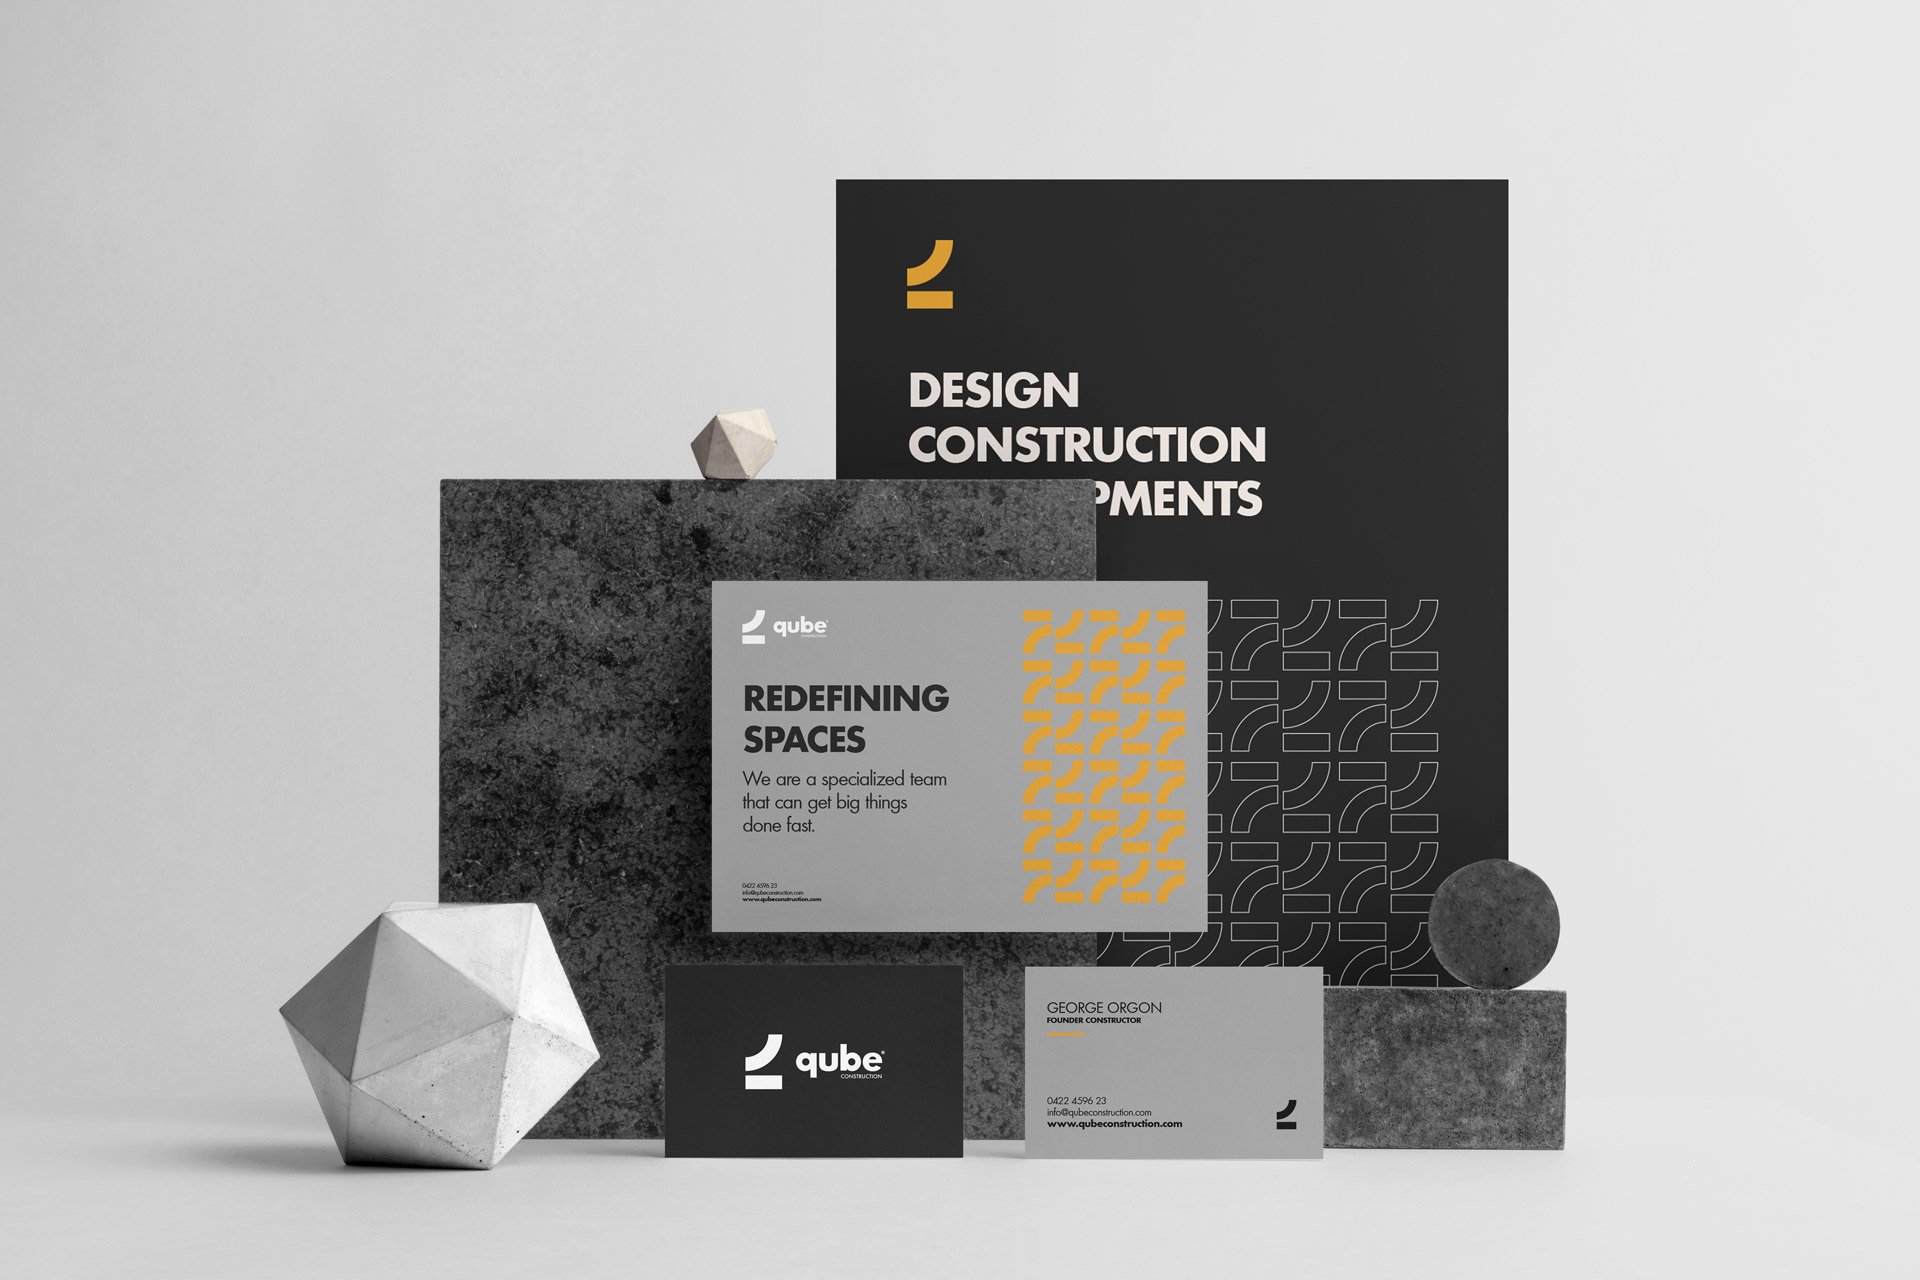 DESIGN
CONSTRUCTION
PMENTS
qube
CONSTRUCTION
REDEFINING
SPACES
We are a specialized team
that can get big things
done fast.
0422 4596 23
info@qubeconstruction.com
www.qubeconstruction.com
qube®
CONSTRUCTION
GEORGE ORGON
FOUNDER CONSTRUCTOR
0422 4596 23
info@qubeconstruction.com
www.qubeconstruction.com